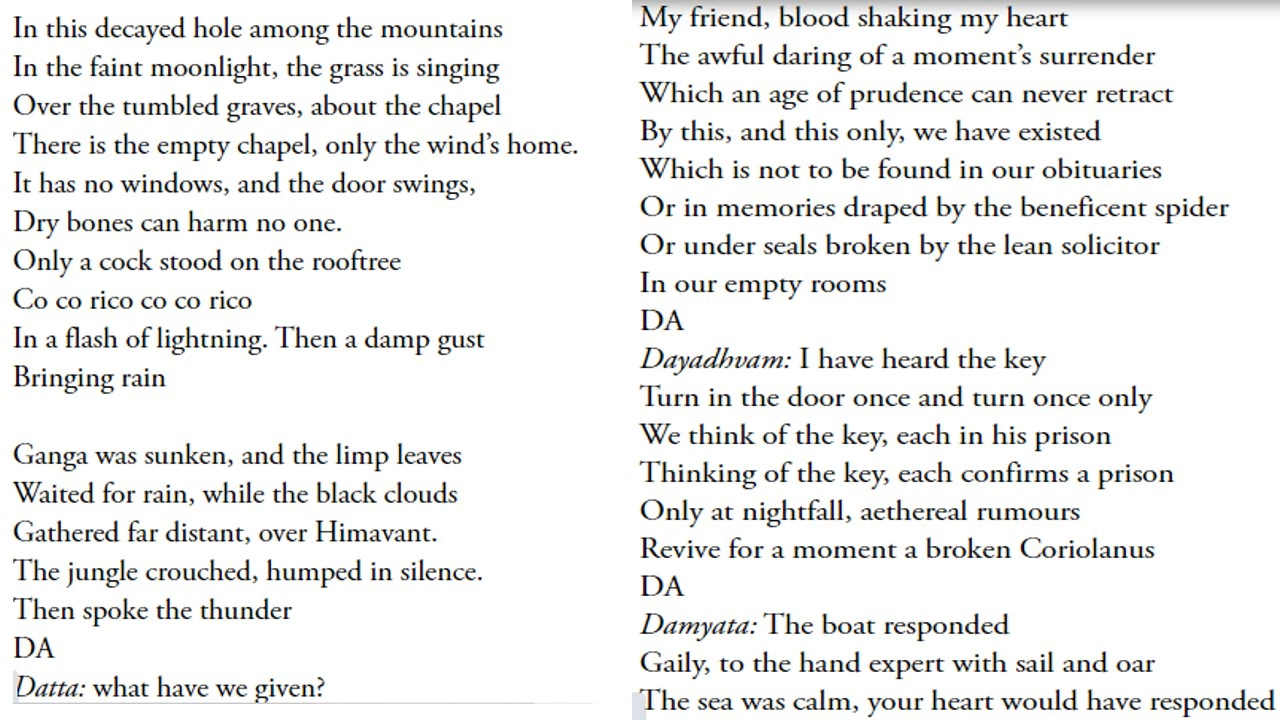 In this decayed hole among the mountains
In the faint moonlight, the grass is singing
Over the tumbled graves, about the chapel
There is the empty chapel, only the wind’s home.
It has no windows, and the door swings,
Dry bones can harm no one.
Only a cock stood on the rooftree
Co co rico co co rico
In a flash of lightning. Then a damp gust
Bringing rain

Ganga was sunken, and the limp leaves
Waited for rain, while the black clouds
Gathered far distant, over Himavant.
The jungle crouched, humped in silence.
Then spoke the thunder
DA
Datta: what have we given?
My friend, blood shaking my heart
The awful daring of a moment’s surrender
Which an age of prudence can never retract
By this, and this only, we have existed
Which is not to be found in our obituaries
Or in memories draped by the beneficent spider
Or under seals broken by the lean solicitor
In our empty rooms
DA
Dayadhvam: I have heard the key
Turn in the door once and turn once only
We think of the key, each in his prison
Thinking of the key, each confirms a prison
Only at nightfall, aethereal rumours
Revive for a moment a broken Coriolanus
DA
Damyata: The boat responded
Gaily, to the hand expert with sail and oar
The sea was calm, your heart would have responded